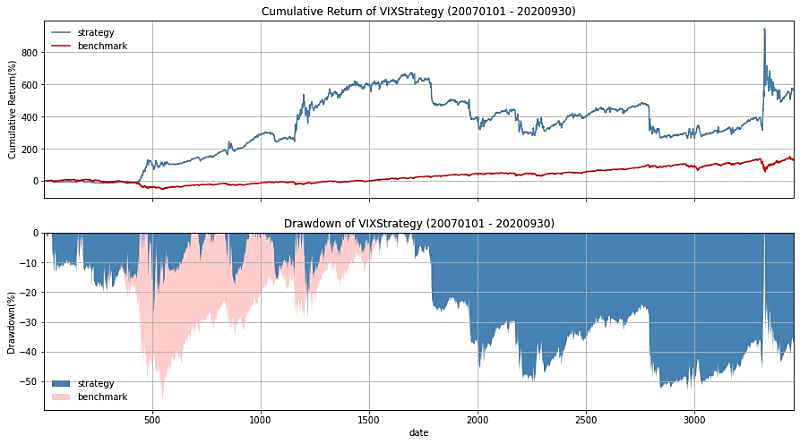 Cumulative Return of VIXStrategy (20070101 - 20200930)
strategy
benchmark
Cumulative Return(%)
800
600
400
200
0
Drawdown of VIXStrategy (20070101 - 20200930)
0
−10
−20
−30
−40
−50
Drawdown(%)
strategy
benchmark
500 1000 1500 2000 2500 3000
date